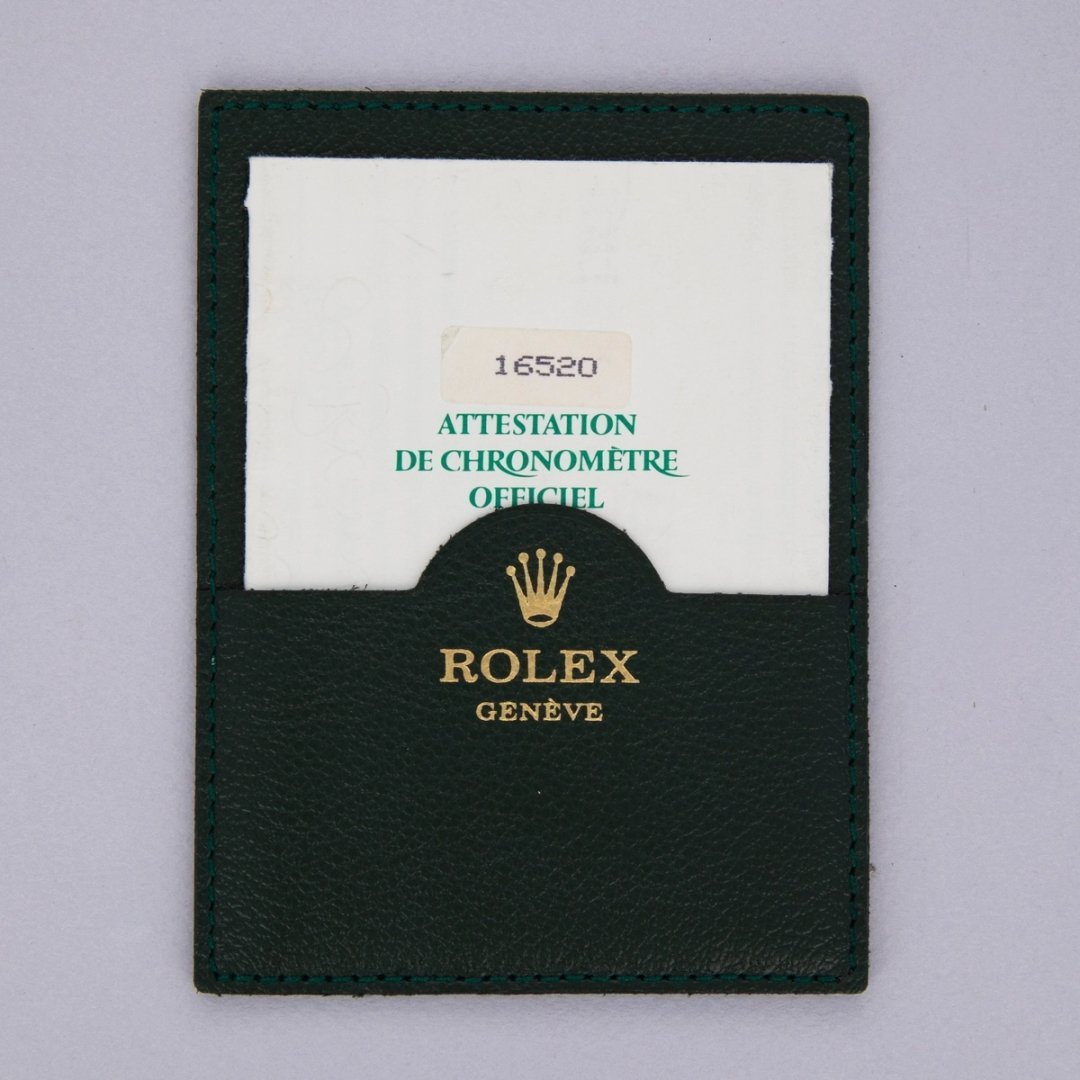 16520
ATTESTATION
DE CHRONOMÈTRE
OFFICIEL
ROLEX
GENÈVE